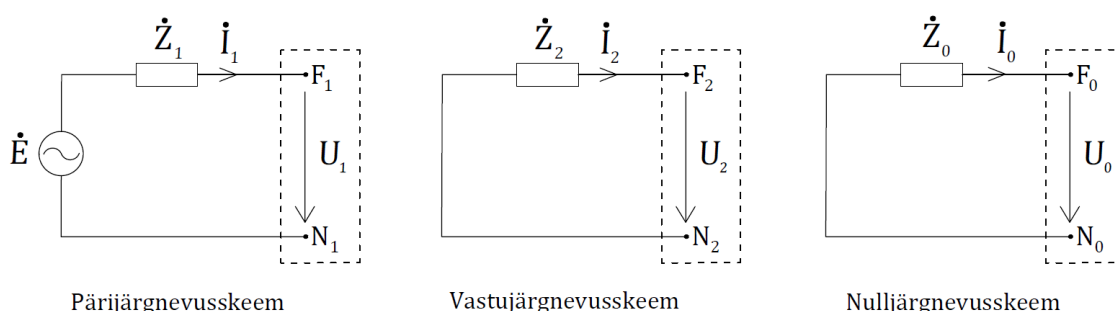 Ż₁ İ₁ F₁
Ė U₁
N₁
Pärijärgnevusskeem
Ż₂ İ₂ F₂
U₂
N₂
Vastujärgnevusskeem
Ż₀ İ₀ F₀
U₀
N₀
Nulljärgnevusskeem